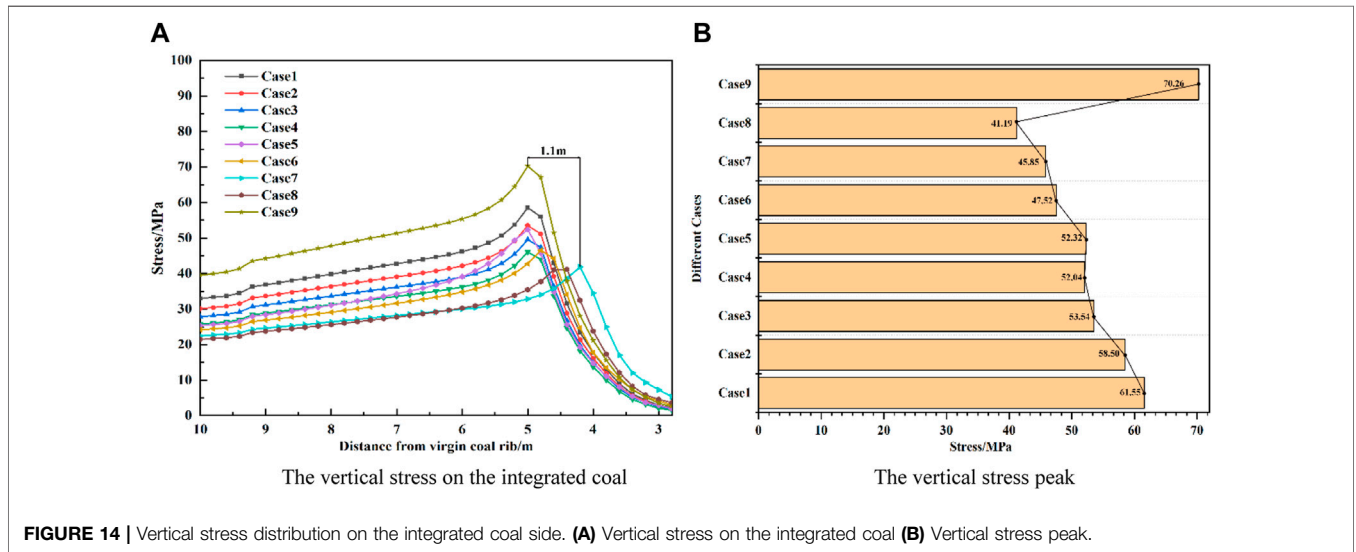 A
B
100
90
80
70
60
50
40
30
20
10
0
Stress/MPa
Case1
Case2
Case3
Case4
Case5
Case6
Case7
Case8
Case9
1.1m
10 9 8 7 6 5 4 3
Distance from virgin coal rib/m
The vertical stress on the integrated coal
Different Cases
Case9 70.26
Case8 41.19
Case7 45.85
Case6 47.52
Case5 52.32
Case4 52.04
Case3 53.54
Case2 58.50
Case1 61.55
0 10 20 30 40 50 60 70
Stress/MPa
The vertical stress peak
FIGURE 14 | Vertical stress distribution on the integrated coal side. (A) Vertical stress on the integrated coal (B) Vertical stress peak.